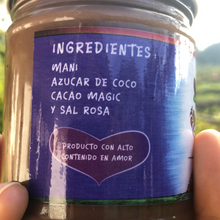 INGREDIENTES
MANI
AZUCAR DE COCO
CACAO MAGIC
Y SAL ROSA
PRODUCTO CON ALTO
CONTENIDO EN AMOR